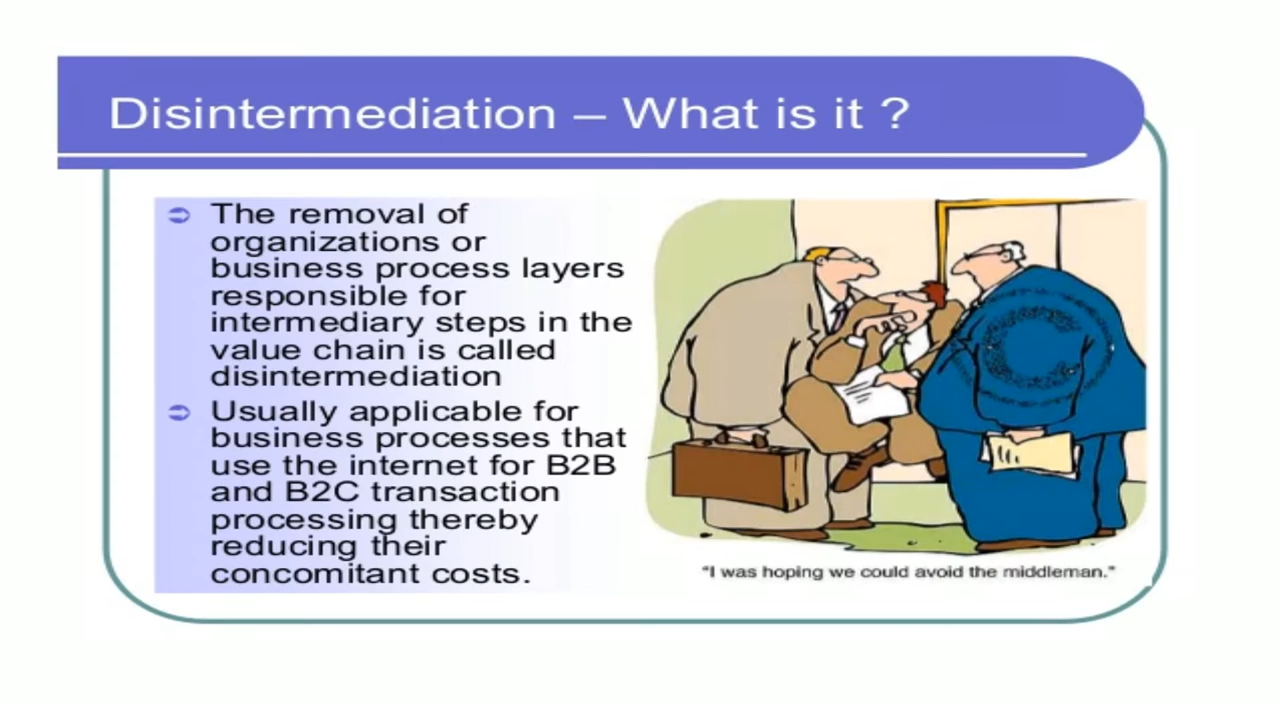 Disintermediation – What is it ?
The removal of
organizations or
business process layers
responsible for
intermediary steps in the
value chain is called
disintermediation
Usually applicable for
business processes that
use the internet for B2B
and B2C transaction
processing thereby
reducing their
concomitant costs.
"I was hoping we could avoid the middleman."